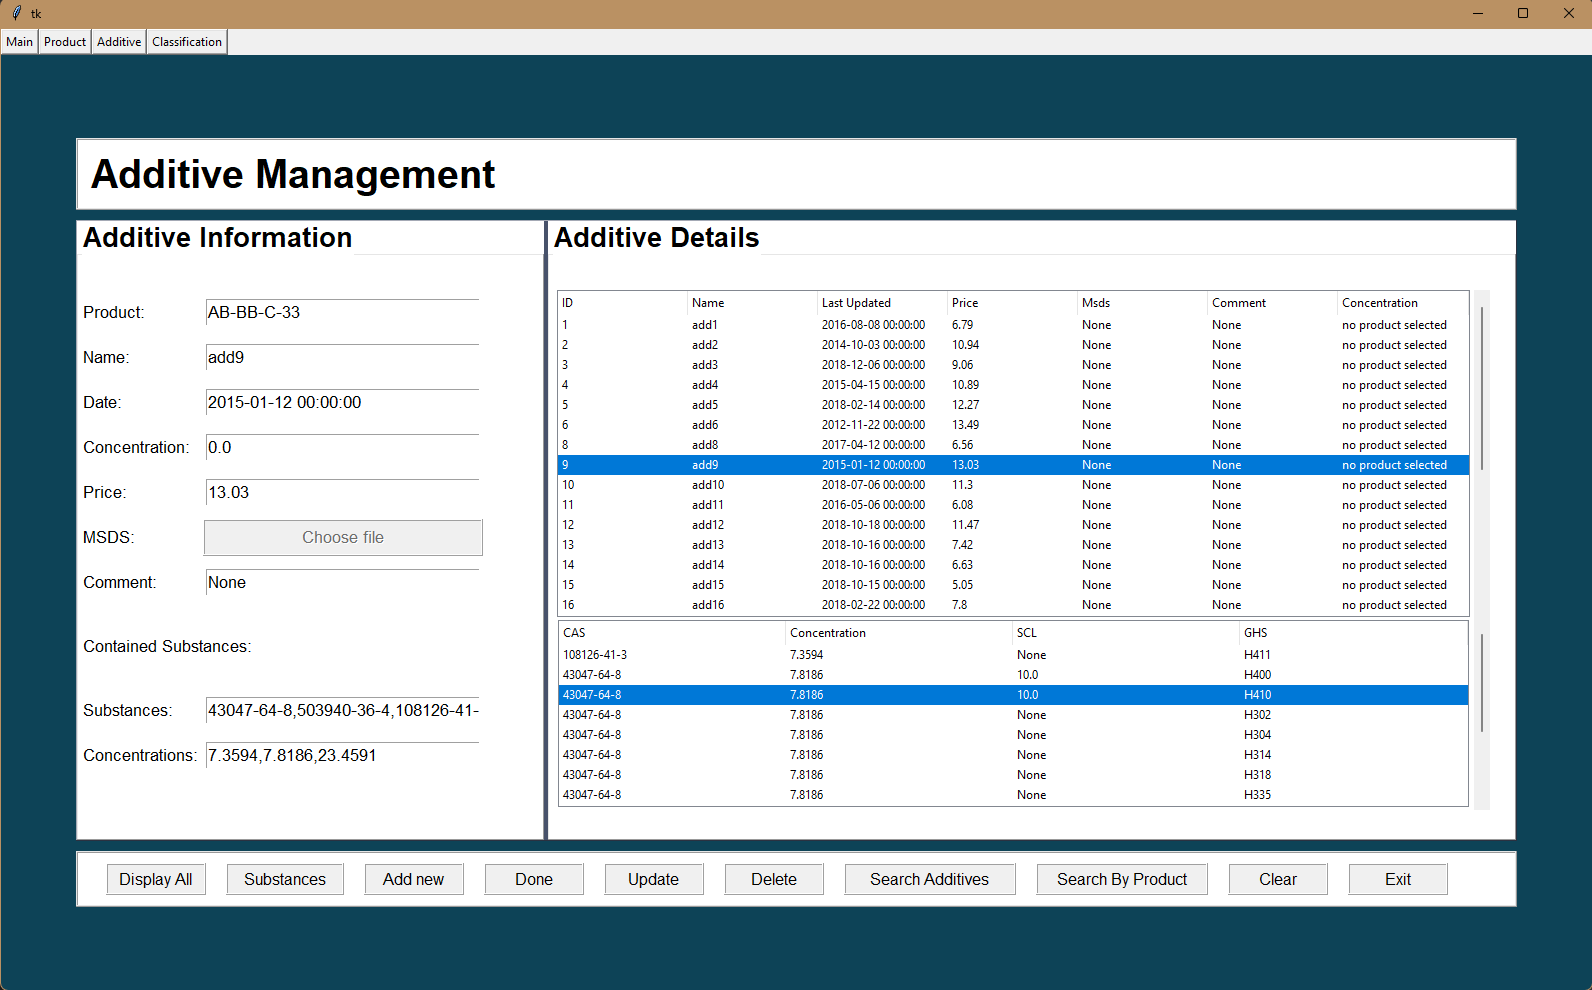 tk
Main Product Additive Classification
Additive Management
Additive Information
Product: AB-BB-C-33
Name: add9
Date: 2015-01-12 00:00:00
Concentration: 0.0
Price: 13.03
MSDS: Choose file
Comment: None
Contained Substances:
Substances: 43047-64-8,503940-36-4,108126-41-
Concentrations: 7.3594,7.8186,23.4591
Additive Details
ID Name Last Updated Price Msds Comment Concentration
1 add1 2016-08-08 00:00:00 6.79 None None no product selected
2 add2 2014-10-03 00:00:00 10.94 None None no product selected
3 add3 2018-12-06 00:00:00 9.06 None None no product selected
4 add4 2015-04-15 00:00:00 10.89 None None no product selected
5 add5 2018-02-14 00:00:00 12.27 None None no product selected
6 add6 2012-11-22 00:00:00 13.49 None None no product selected
8 add8 2017-04-12 00:00:00 6.56 None None no product selected
9 add9 2015-01-12 00:00:00 13.03 None None no product selected
10 add10 2018-07-06 00:00:00 11.3 None None no product selected
11 add11 2016-05-06 00:00:00 6.08 None None no product selected
12 add12 2018-10-18 00:00:00 11.47 None None no product selected
13 add13 2018-10-16 00:00:00 7.42 None None no product selected
14 add14 2018-10-16 00:00:00 6.63 None None no product selected
15 add15 2018-10-15 00:00:00 5.05 None None no product selected
16 add16 2018-02-22 00:00:00 7.8 None None no product selected
CAS Concentration SCL GHS
108126-41-3 7.3594 None H411
43047-64-8 7.8186 10.0 H400
43047-64-8 7.8186 10.0 H410
43047-64-8 7.8186 None H302
43047-64-8 7.8186 None H304
43047-64-8 7.8186 None H314
43047-64-8 7.8186 None H318
43047-64-8 7.8186 None H335
Display All Substances Add new Done Update Delete Search Additives Search By Product Clear Exit